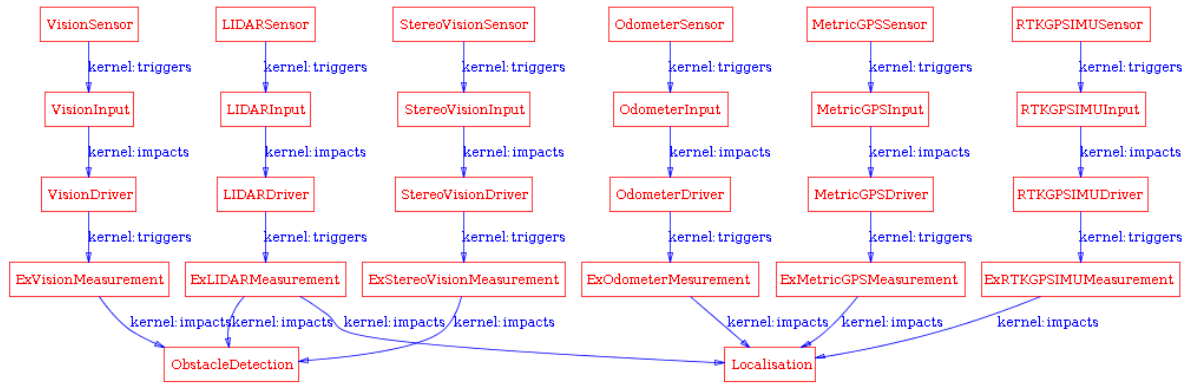 VisionSensor LIDARSensor StereoVisionSensor OdometerSensor MetricGPSSensor RTKGPSIMUSensor
kernel:triggers kernel:triggers kernel:triggers kernel:triggers kernel:triggers kernel:triggers
VisionInput LIDARInput StereoVisionInput OdometerInput MetricGPSInput RTKGPSIMUInput
kernel:impacts kernel:impacts kernel:impacts kernel:impacts kernel:impacts kernel:impacts
VisionDriver LIDARDriver StereoVisionDriver OdometerDriver MetricGPSDriver RTKGPSIMUDriver
kernel:triggers kernel:triggers kernel:triggers kernel:triggers kernel:triggers kernel:triggers
ExVisionMeasurement ExLIDARMeasurement ExStereoVisionMeasurement ExOdometerMesurement ExMetricGPSMeasurement ExRTKGPSIMUMeasurement
kernel:impacts kernel:impacts kernel:impacts kernel:impacts kernel:impacts kernel:impacts kernel:impacts
ObstacleDetection Localisation